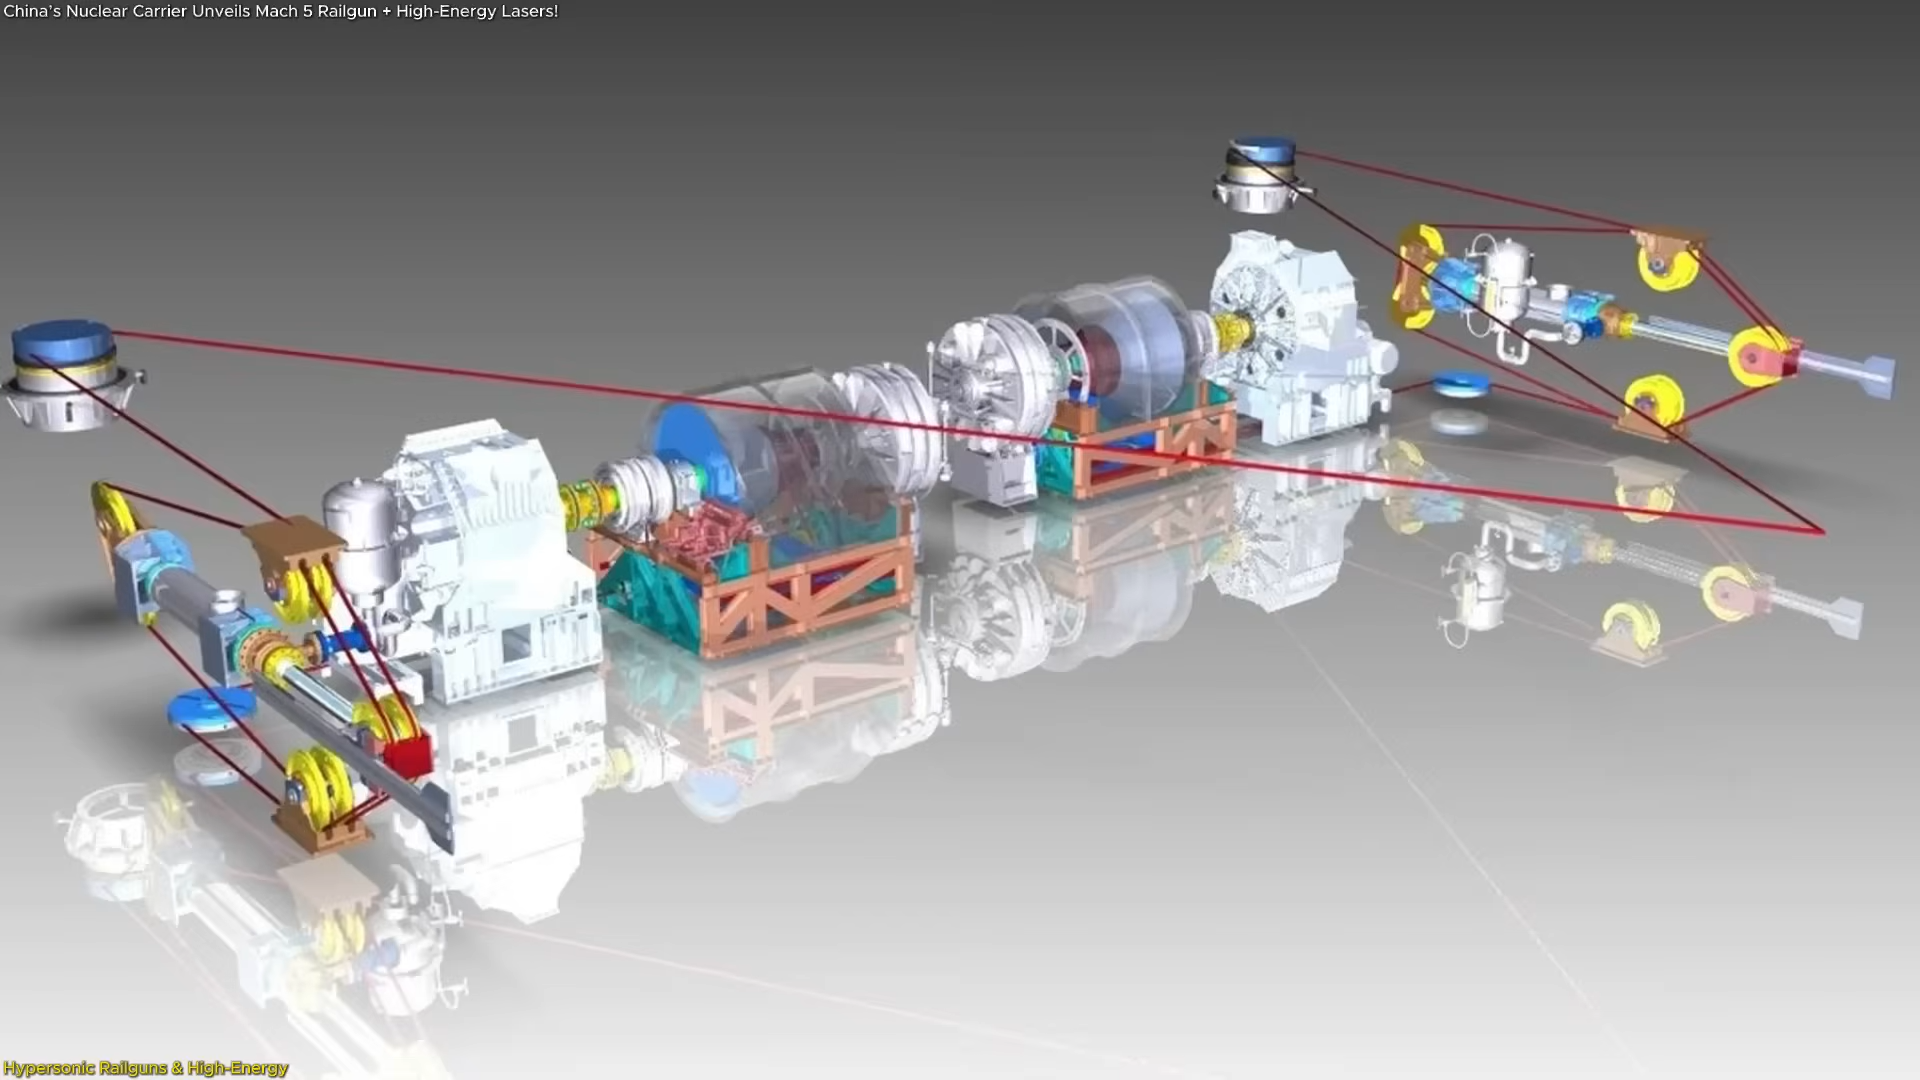 China's Nuclear Carrier Unveils Mach 5 Railgun + High-Energy Lasers!
Hypersonic Railguns & High-Energy